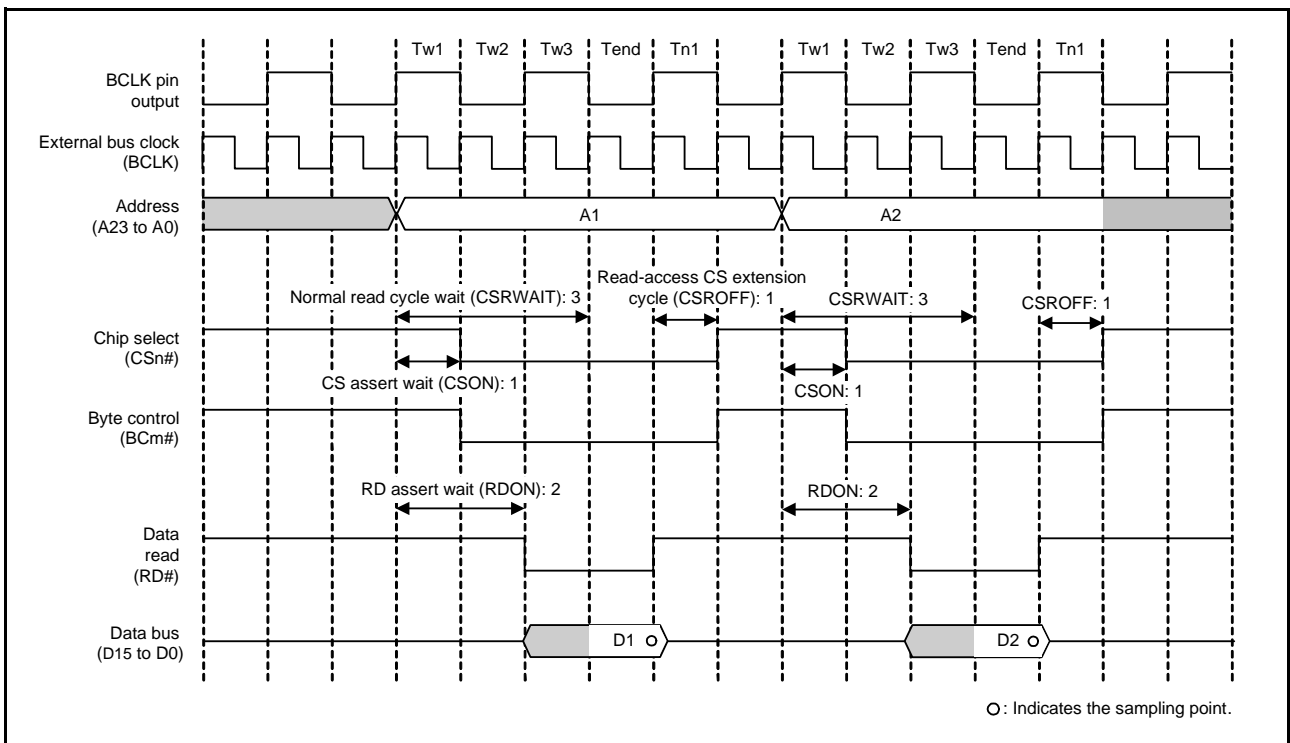 Tw1 Tw2 Tw3 Tend Tn1 Tw1 Tw2 Tw3 Tend Tn1
BCLK pin
output
External bus clock
(BCLK)
Address
(A23 to A0)
A1
A2
Read-access CS extension
cycle (CSROFF): 1
Normal read cycle wait (CSRWAIT): 3
CSRWAIT: 3
CSROFF: 1
Chip select
(CSn#)
CS assert wait (CSON): 1
CSON: 1
Byte control
(BCm#)
RD assert wait (RDON): 2
RDON: 2
Data
read
(RD#)
Data bus
(D15 to D0)
D1
D2
: Indicates the sampling point.